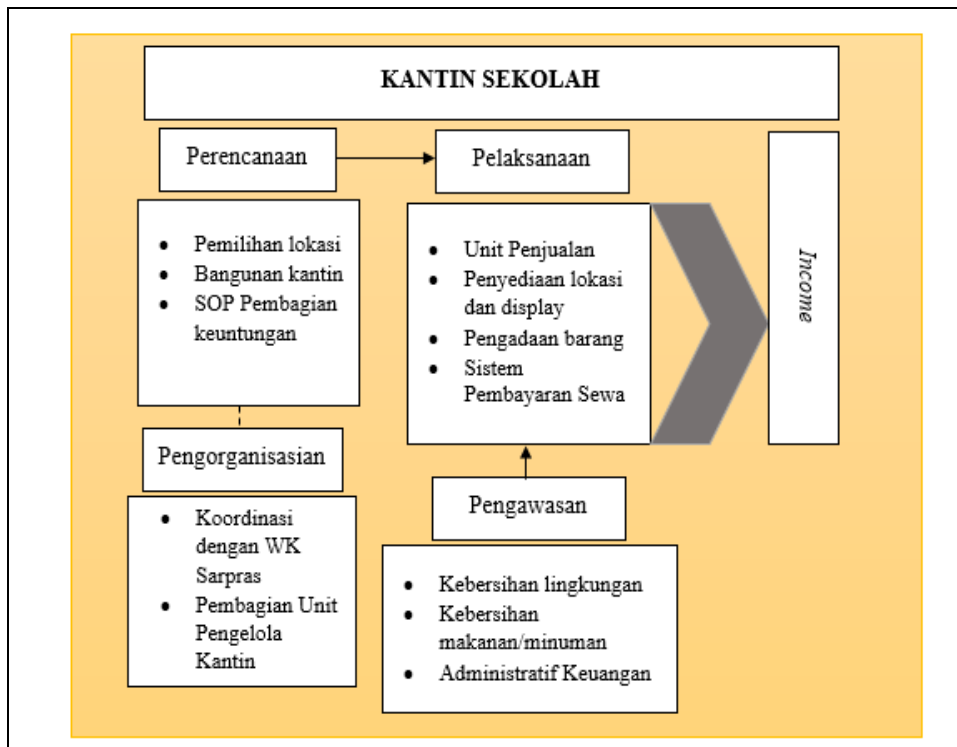 KANTIN SEKOLAH
Perencanaan
Pelaksanaan
• Pemilihan lokasi
• Bangunan kantin
• SOP Pembagian
keuntungan
• Unit Penjualan
• Penyediaan lokasi
dan display
• Pengadaan barang
• Sistem
Pembayaran Sewa
Income
Pengorganisasian
• Koordinasi
dengan WK
Sarpras
• Pembagian Unit
Pengelola
Kantin
Pengawasan
• Kebersihan lingkungan
• Kebersihan
makanan/minuman
• Administratif Keuangan